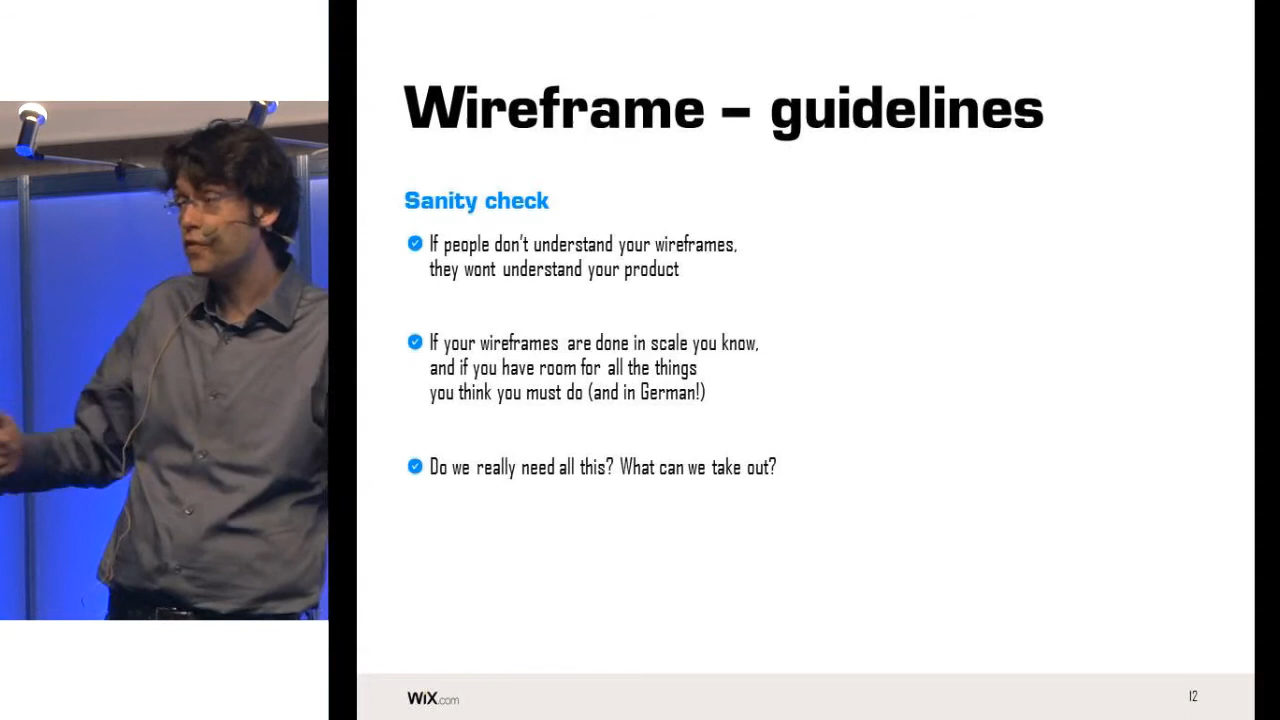 Wireframe – guidelines
Sanity check
If people don't understand your wireframes,
they wont understand your product
If your wireframes are done in scale you know,
and if you have room for all the things
you think you must do (and in German!)
Do we really need all this? What can we take out?
WiX.com
12